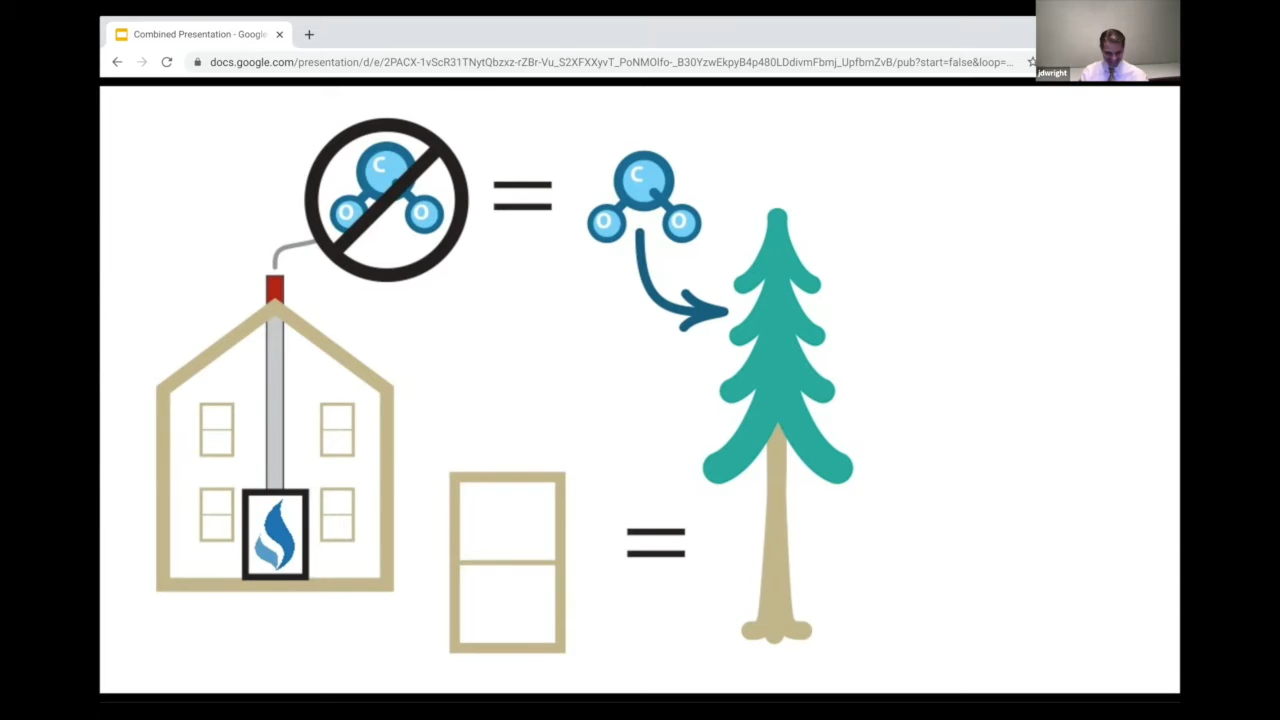 Combined Presentation - Google
docs.google.com/presentation/d/e/2PACX-1vScR31TNytQbzxz-rZBr-Vu_S2XFXXyvT_PoNMOlfo-_B30YzwEkpyB4p480LDdivmFbmj_UpfbmZvB/pub?start=false&loop=...
jdwright
C
O
O
C
O
O